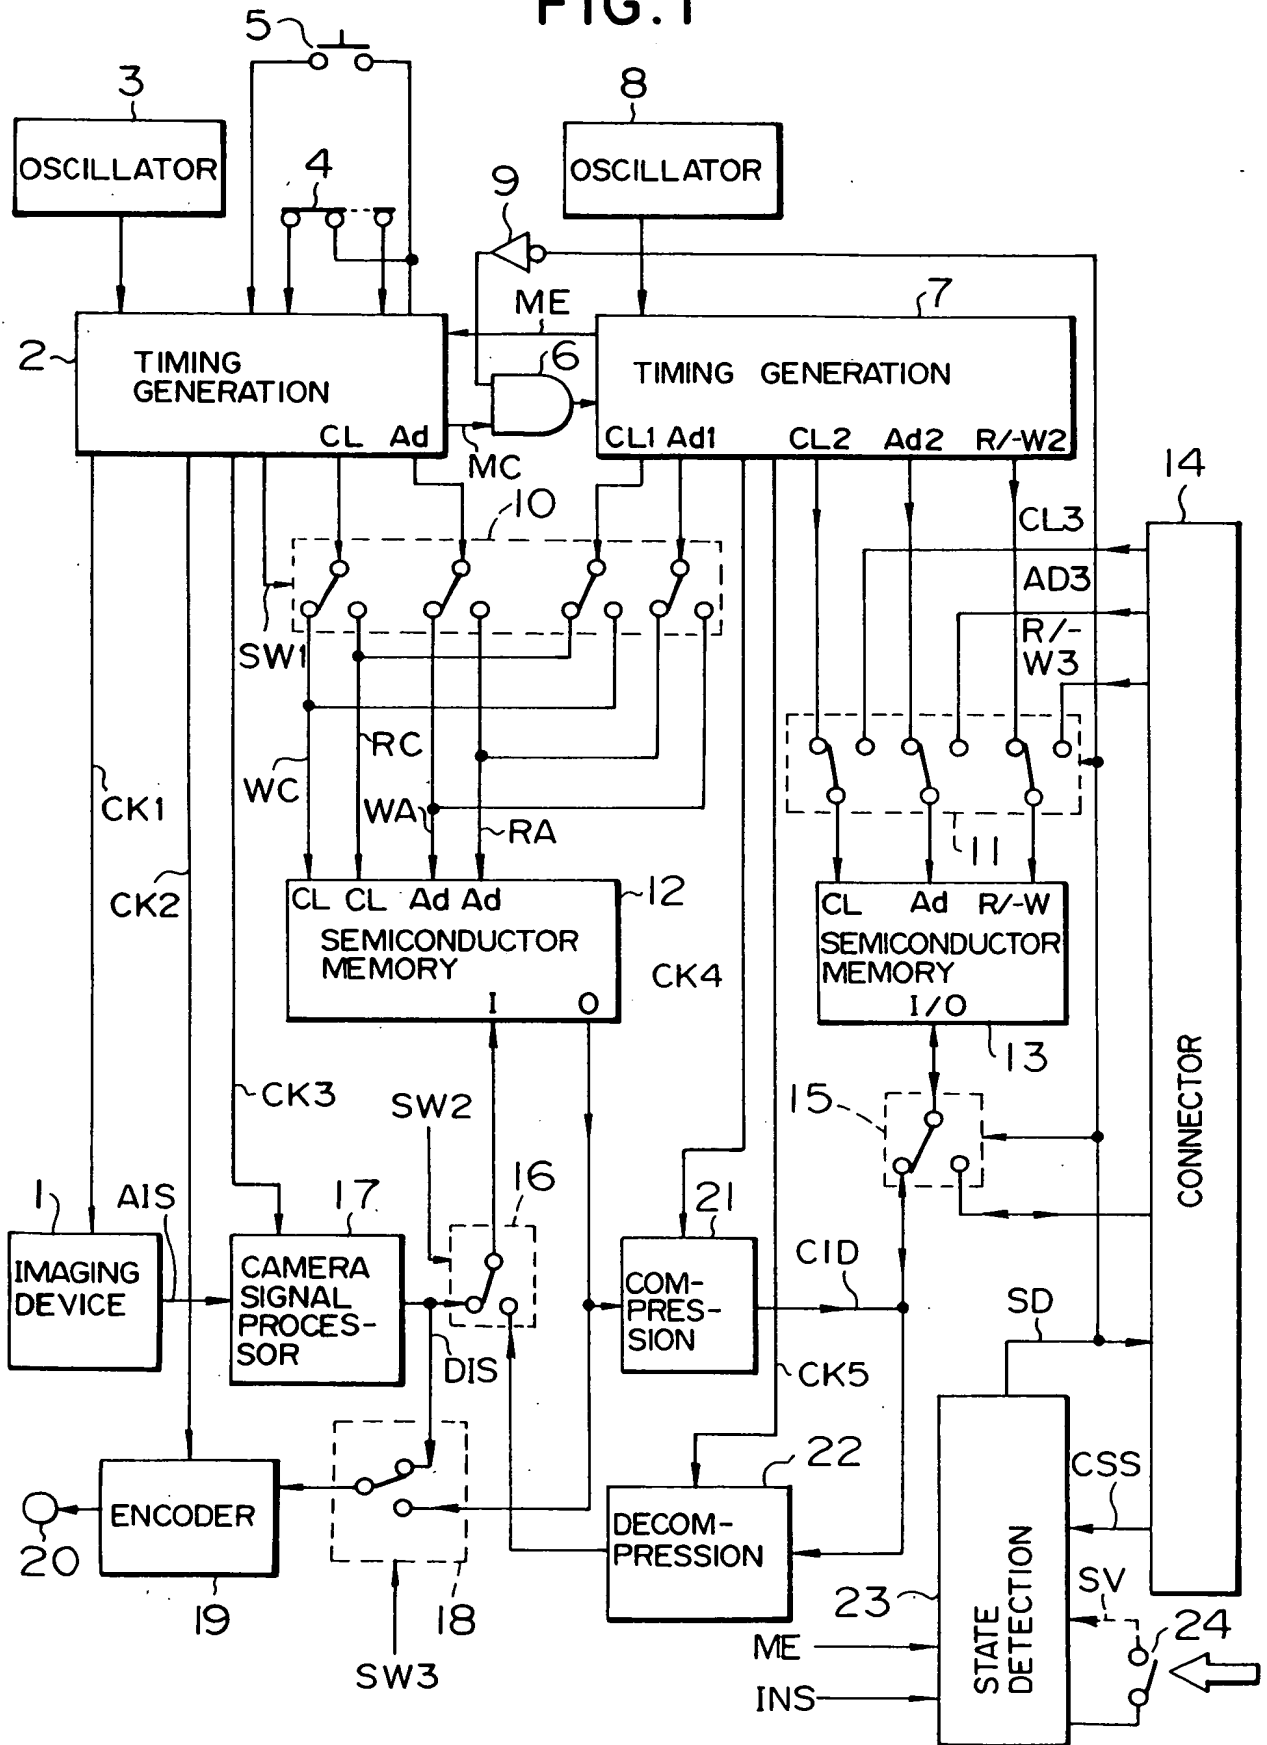 FIG.1
5
3
8
OSCILLATOR
4
9
OSCILLATOR
ME
7
2
TIMING
GENERATION
6
TIMING GENERATION
CL Ad
MC
CL1 Ad1 CL2 Ad2 R/-W2
14
10
CL3
AD3
SW1
R/-
W3
RC
WC
CK1
WA
RA
11
CK2
CL CL Ad Ad
12
CL Ad R/-W
SEMICONDUCTOR
MEMORY
CK4
SEMICONDUCTOR
MEMORY
I O
I/O
13
CONNECTOR
CK3
SW2
15
1
AIS
17
16
21
IMAGING
DEVICE
CAMERA
SIGNAL
PROCES-
SOR
COM-
PRES-
SION
CID
SD
DIS
CK5
22
CSS
ENCODER
DECOM-
PRESSION
20
19
18
23
STATE
DETECTION
SV
24
ME
SW3
INS